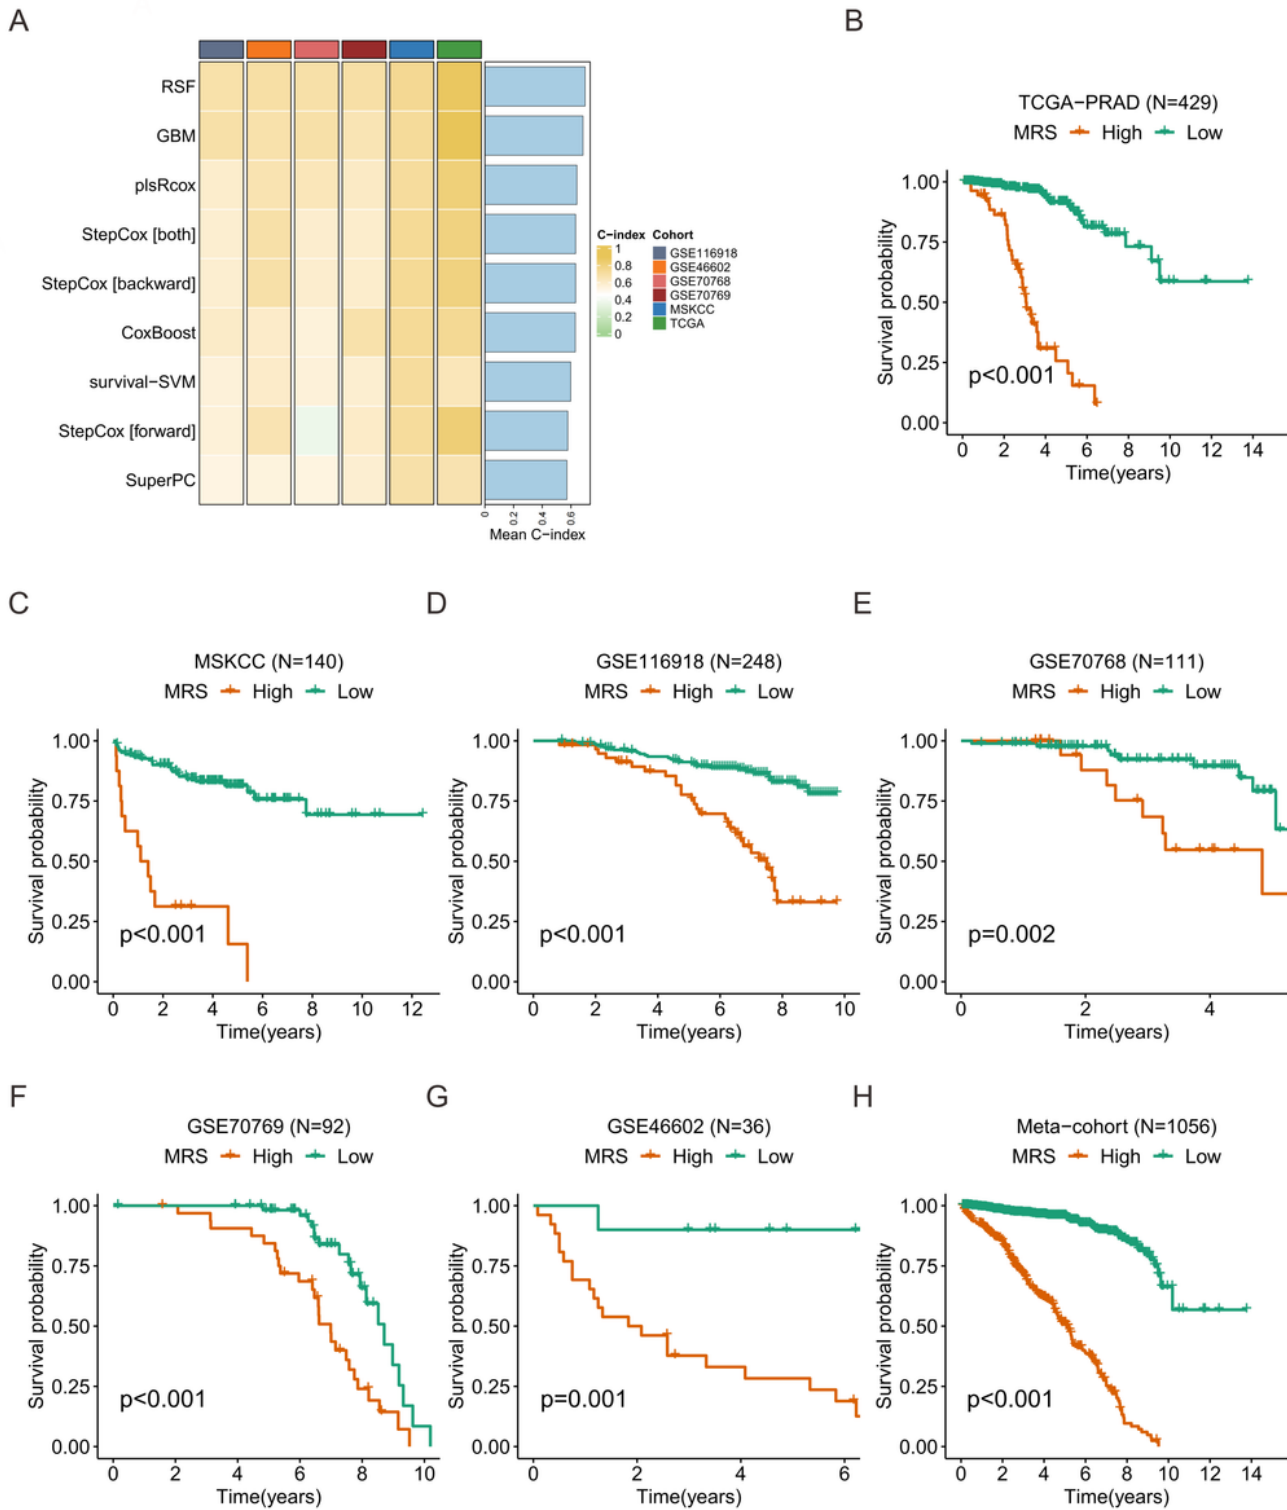 A
RSF
GBM
plsRcox
StepCox [both]
StepCox [backward]
CoxBoost
survival−SVM
StepCox [forward]
SuperPC
0
0.2
0.4
0.6
Mean C−index
C−index
1
0.8
0.6
0.4
0.2
0
Cohort
GSE116918
GSE46602
GSE70768
GSE70769
MSKCC
TCGA
B
TCGA−PRAD (N=429)
MRS High Low
Survival probability
1.00
0.75
0.50
0.25
0.00
p<0.001
0 2 4 6 8 10 12 14
Time(years)
C
MSKCC (N=140)
MRS High Low
Survival probability
1.00
0.75
0.50
0.25
0.00
p<0.001
0 2 4 6 8 10 12
Time(years)
D
GSE116918 (N=248)
MRS High Low
Survival probability
1.00
0.75
0.50
0.25
0.00
p<0.001
0 2 4 6 8 10
Time(years)
E
GSE70768 (N=111)
MRS High Low
Survival probability
1.00
0.75
0.50
0.25
0.00
p=0.002
0 2 4
Time(years)
F
GSE70769 (N=92)
MRS High Low
Survival probability
1.00
0.75
0.50
0.25
0.00
p<0.001
0 2 4 6 8 10
Time(years)
G
GSE46602 (N=36)
MRS High Low
Survival probability
1.00
0.75
0.50
0.25
0.00
p=0.001
0 2 4 6
Time(years)
H
Meta−cohort (N=1056)
MRS High Low
Survival probability
1.00
0.75
0.50
0.25
0.00
p<0.001
0 2 4 6 8 10 12 14
Time(years)